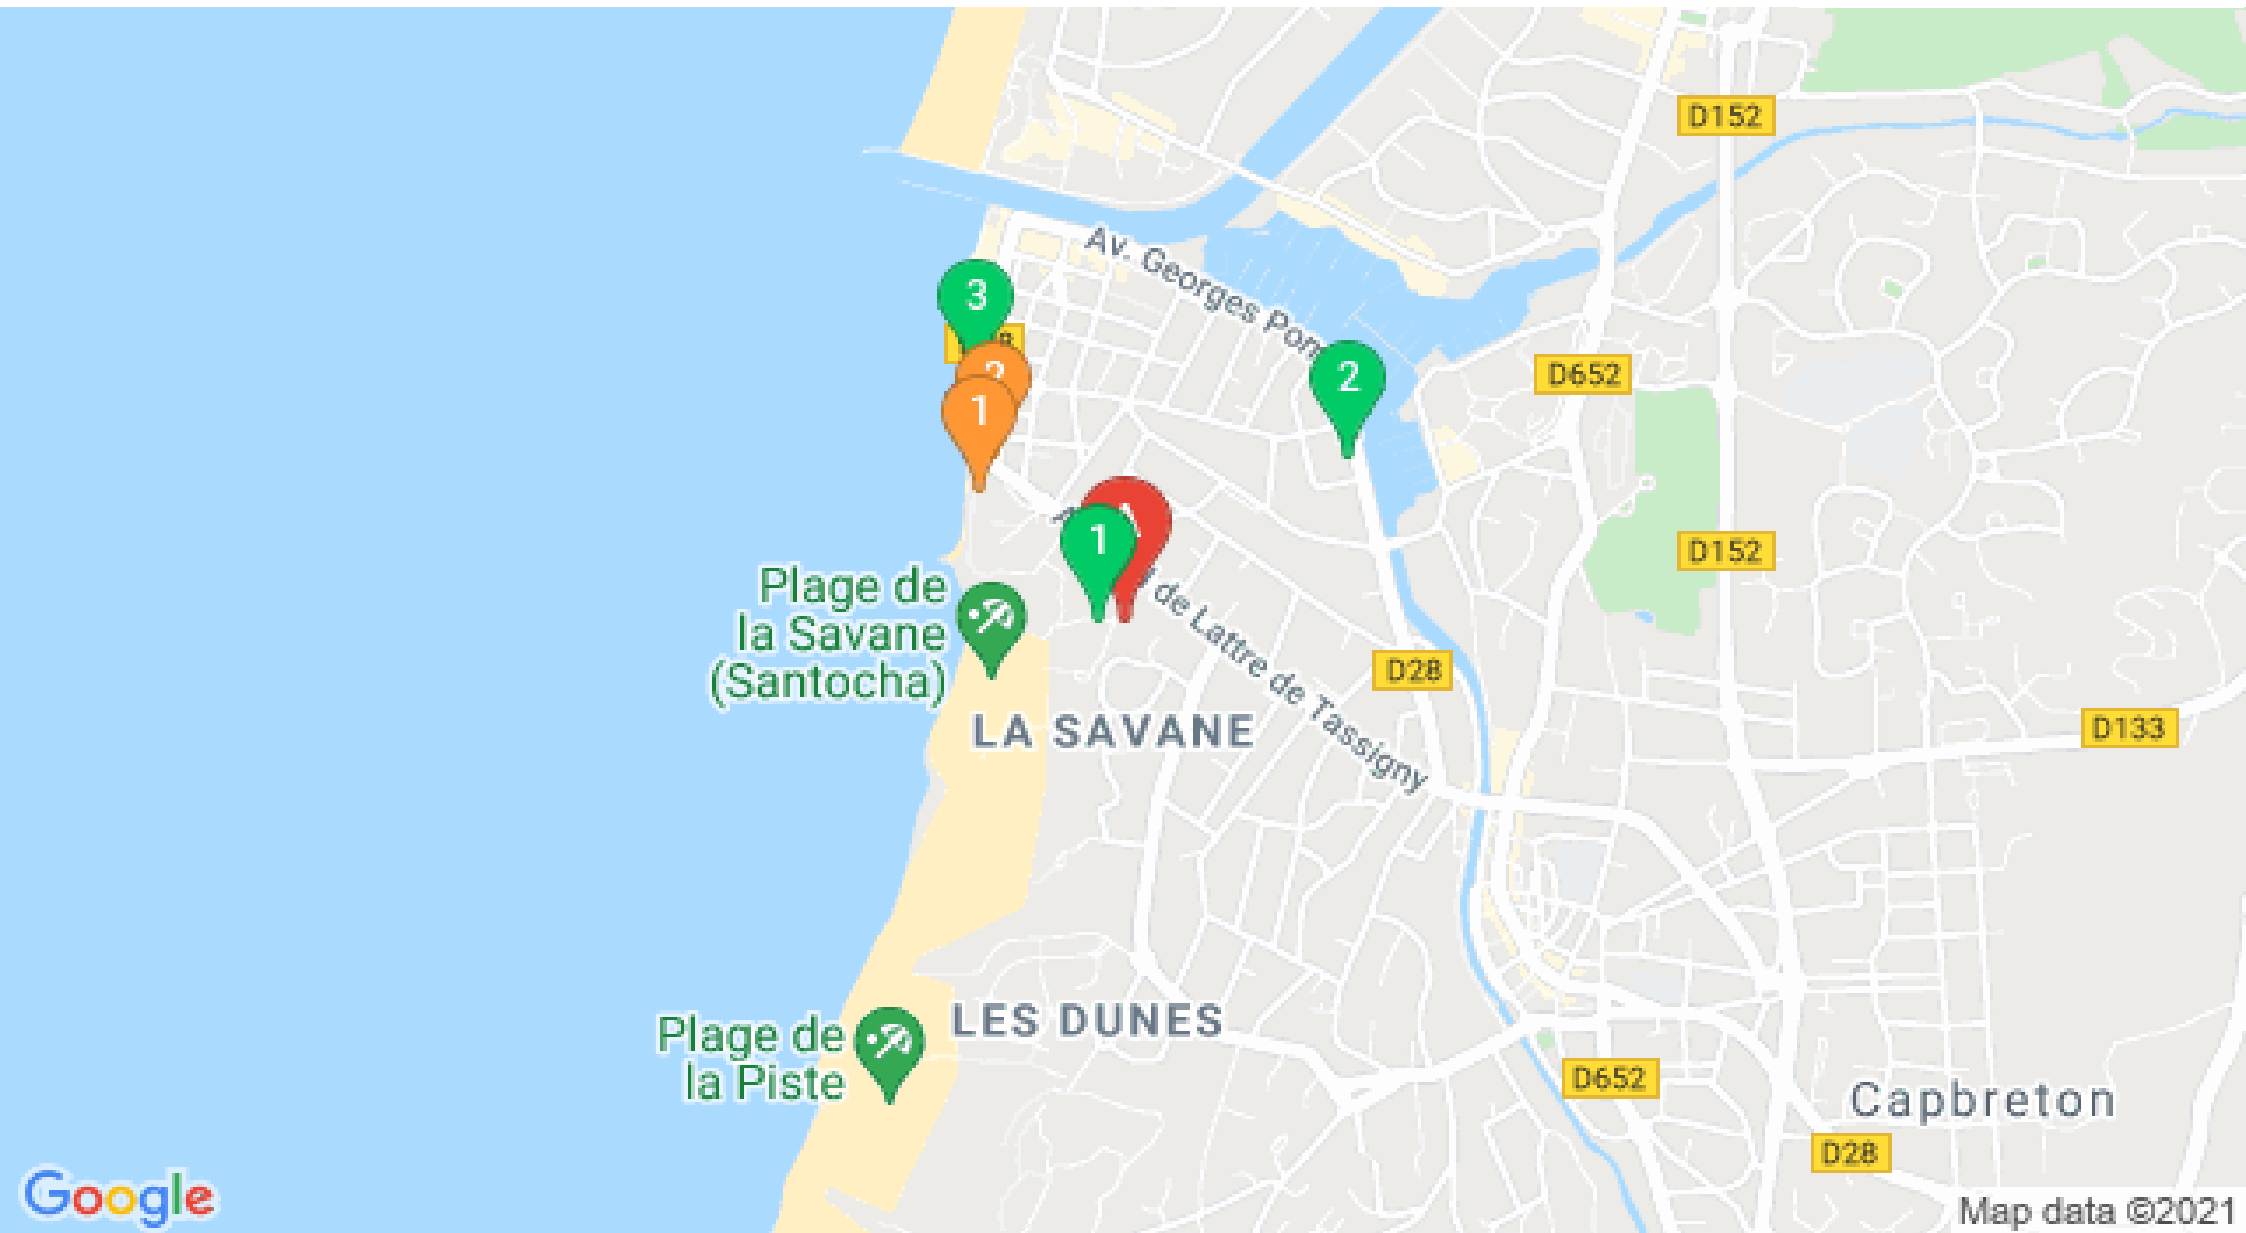 D152
Av. Georges Pom
3
8
2
2
D652
1
A
1
D152
Plage de
la Savane
(Santocha)
de Lattre de Tassigny
D28
LA SAVANE
D133
LES DUNES
Plage de
la Piste
D652
Capbreton
D28
Google
Map data ©2021